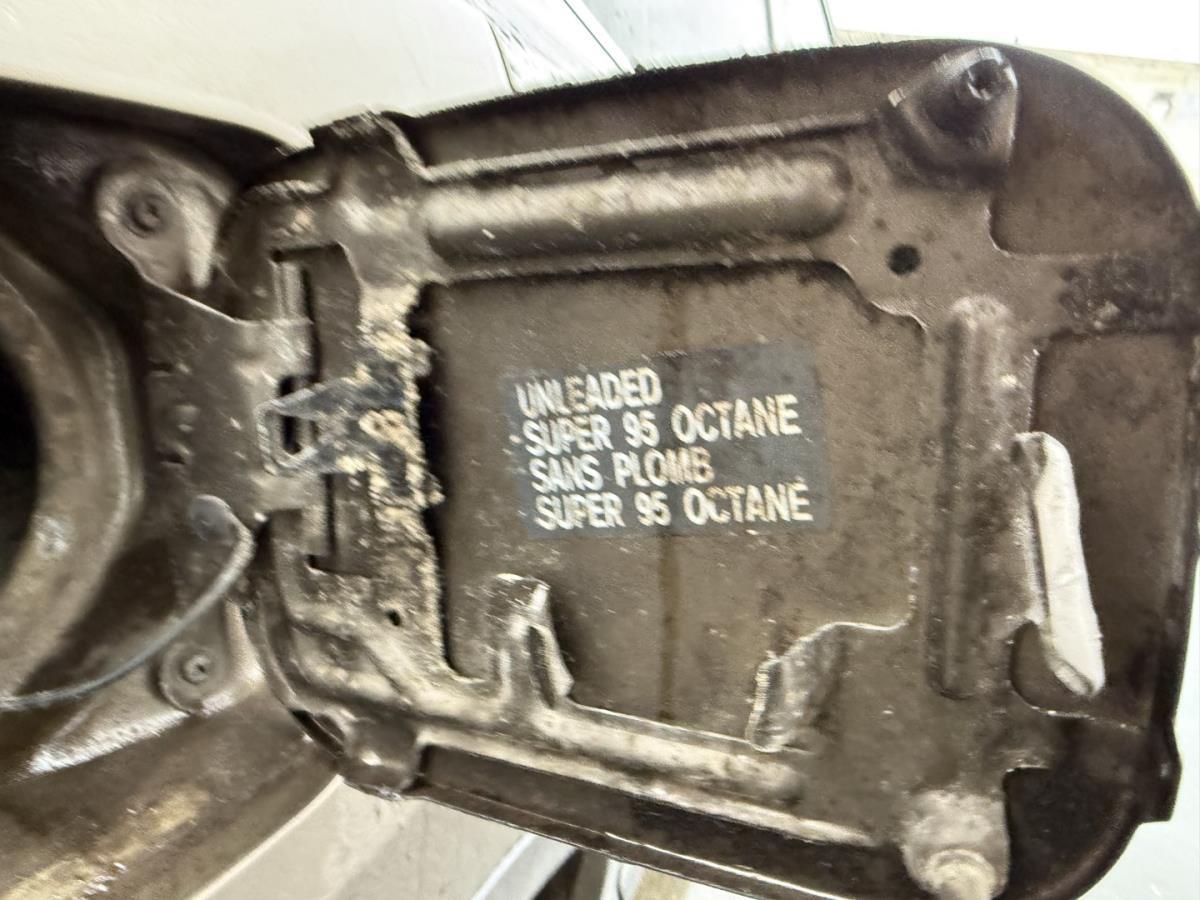 UNLEADED
SUPER 95 OCTANE
SANS PLOMB
SUPER 95 OCTANE